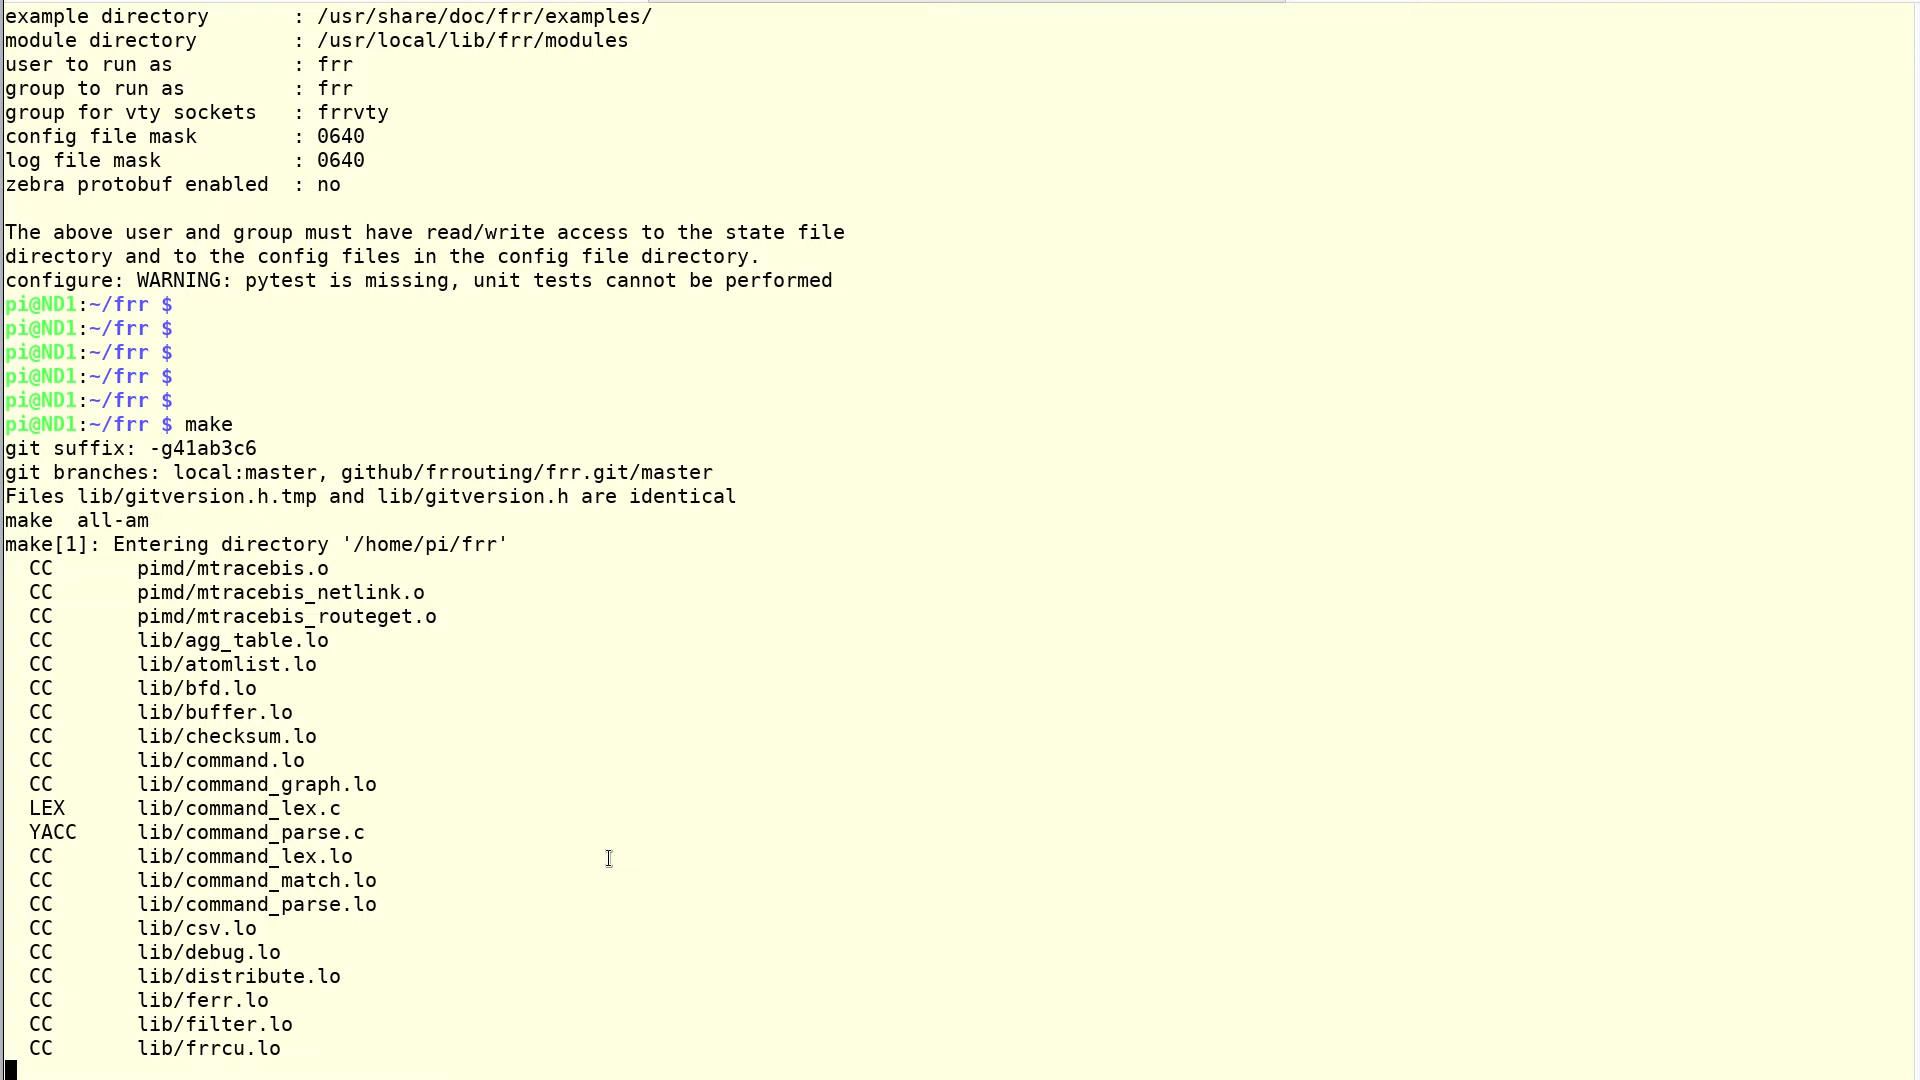 example directory       : /usr/share/doc/frr/examples/
module directory        : /usr/local/lib/frr/modules
user to run as          : frr
group to run as         : frr
group for vty sockets   : frrvty
config file mask        : 0640
log file mask           : 0640
zebra protobuf enabled  : no

The above user and group must have read/write access to the state file
directory and to the config files in the config file directory.
configure: WARNING: pytest is missing, unit tests cannot be performed
pi@ND1:~/frr $
pi@ND1:~/frr $
pi@ND1:~/frr $
pi@ND1:~/frr $
pi@ND1:~/frr $
pi@ND1:~/frr $ make
git suffix: -g41ab3c6
git branches: local:master, github/frrouting/frr.git/master
Files lib/gitversion.h.tmp and lib/gitversion.h are identical
make  all-am
make[1]: Entering directory '/home/pi/frr'
  CC       pimd/mtracebis.o
  CC       pimd/mtracebis_netlink.o
  CC       pimd/mtracebis_routeget.o
  CC       lib/agg_table.lo
  CC       lib/atomlist.lo
  CC       lib/bfd.lo
  CC       lib/buffer.lo
  CC       lib/checksum.lo
  CC       lib/command.lo
  CC       lib/command_graph.lo
  LEX      lib/command_lex.c
  YACC     lib/command_parse.c
  CC       lib/command_lex.lo
  CC       lib/command_match.lo
  CC       lib/command_parse.lo
  CC       lib/csv.lo
  CC       lib/debug.lo
  CC       lib/distribute.lo
  CC       lib/ferr.lo
  CC       lib/filter.lo
  CC       lib/frrcu.lo